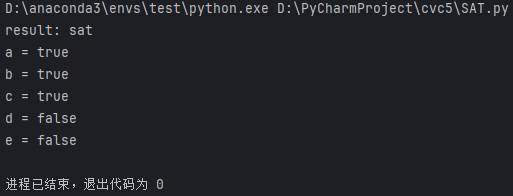 D:\anaconda3\envs\test\python.exe D:\PyCharmProject\cvc5\SAT.py
result: sat
a = true
b = true
c = true
d = false
e = false
进程已结束，退出代码为 0